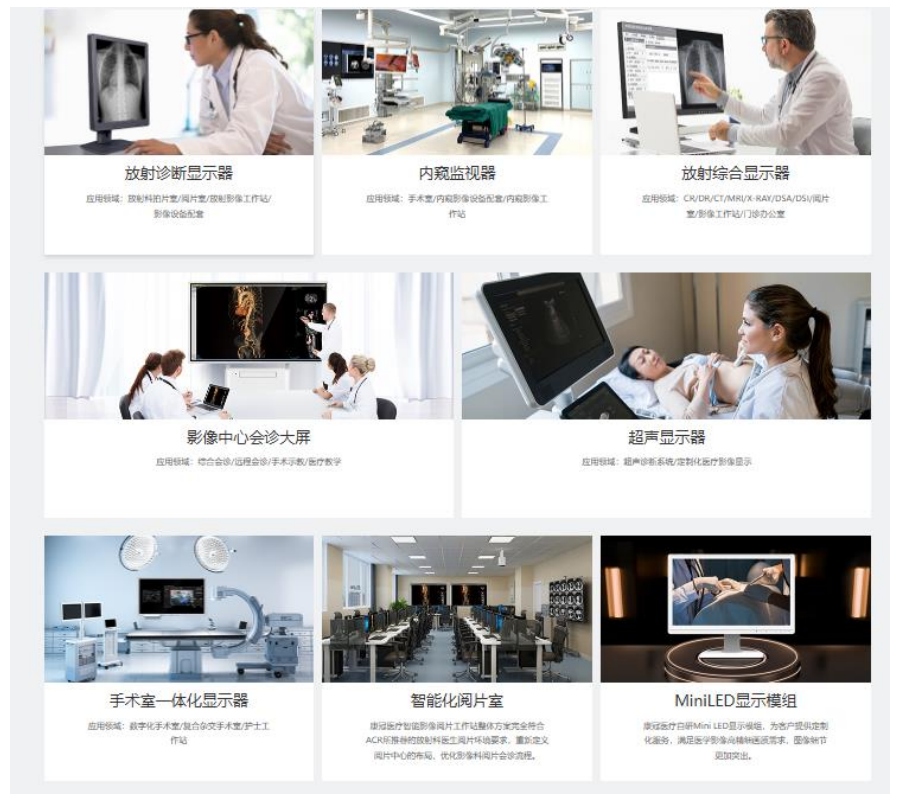 放射诊断显示器
应用领域：放射科拍片室/阅片室/放射影像工作站/
影像设备配套
内窥监视器
应用领域：手术室/内窥影像设备配套/内窥影像工
作站
放射综合显示器
应用领域：CR/DR/CT/MRI/X-RAY/DSA/DSI/阅片
室/影像工作站/门诊办公室
影像中心会诊大屏
应用领域：综合会诊/远程会诊/手术示教/医疗教学
超声显示器
应用领域：超声诊断系统/定制化医疗影像显示
手术室一体化显示器
应用领域：数字化手术室/复合杂交手术室/护士工
作站
智能化阅片室
康冠医疗智能影像阅片工作站整体方案完全符合
ACR所推荐的放射科医生阅片环境要求，重新定义
阅片中心的布局、优化影像科阅片会诊流程。
MiniLED显示模组
康冠医疗自研Mini LED显示模组，为客户提供定制
化服务，满足医学影像高精细画质需求，图像细节
更加突出。